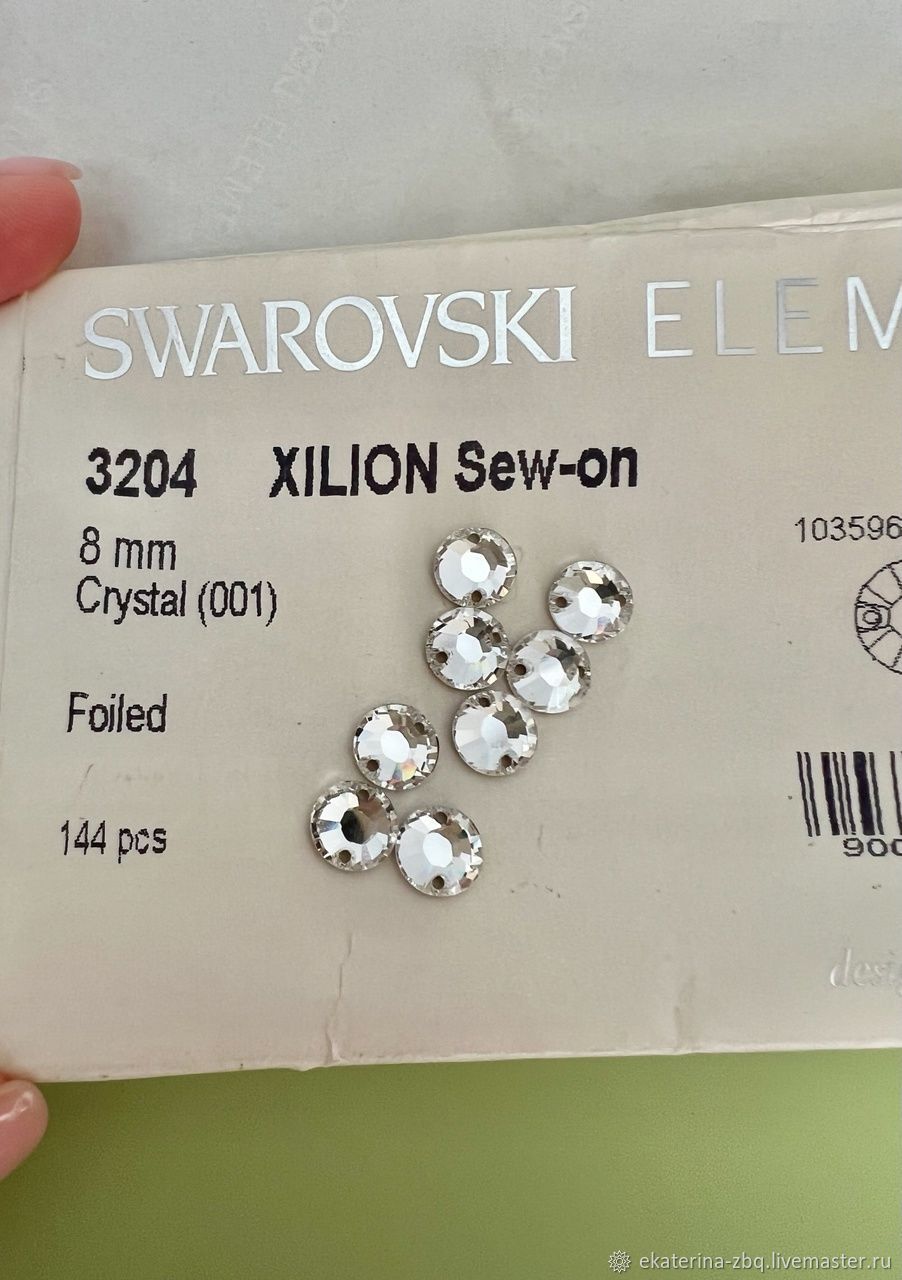 SWAROVSKI ELEM
3204 XILION Sew-on
8 mm
Crystal (001)
103596
Foiled
144 pcs
900
desig
ekaterina-zbq.livemaster.ru